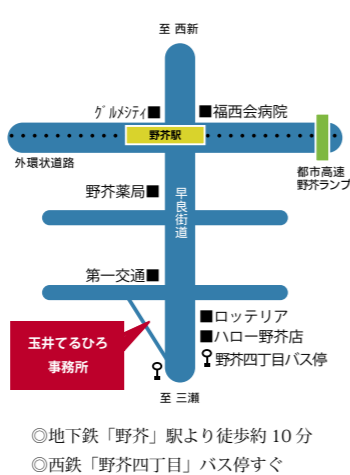 至 西新
グルメシティ■
■福西会病院
野芥駅
外環状道路
都市高速
野芥ランプ
野芥薬局■
早良街道
第一交通■
■ロッテリア
■ハロー野芥店
野芥四丁目バス停
玉井てるひろ
事務所
至 三瀬
◎地下鉄「野芥」駅より徒歩約 10 分
◎西鉄「野芥四丁目」バス停すぐ